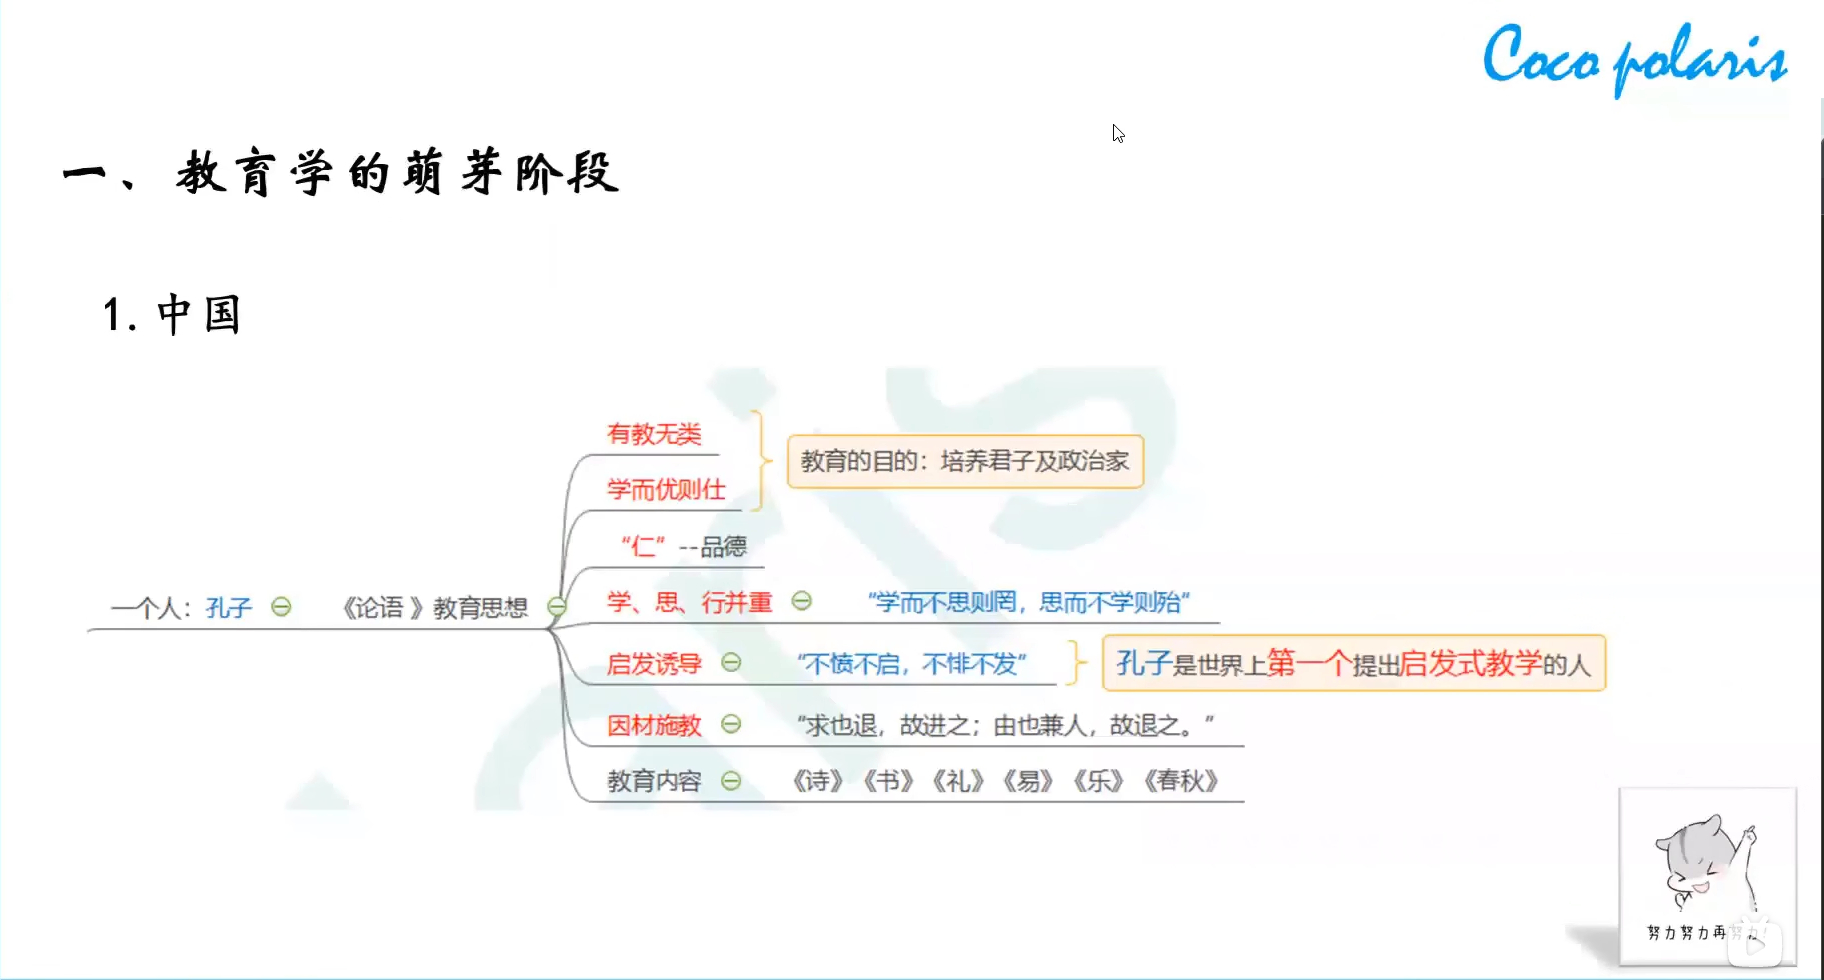 Coco polaris
一、教育学的萌芽阶段
1.中国
有教无类
学而优则仕
教育的目的：培养君子及政治家
“仁”--品德
一个人：孔子 《论语 》教育思想
学、思、行并重 “学而不思则罔，思而不学则殆”
启发诱导 “不愤不启，不悱不发” 孔子是世界上第一个提出启发式教学的人
因材施教 “求也退，故进之；由也兼人，故退之。”
教育内容 《诗》《书》《礼》《易》《乐》《春秋》
努力努力再努力!